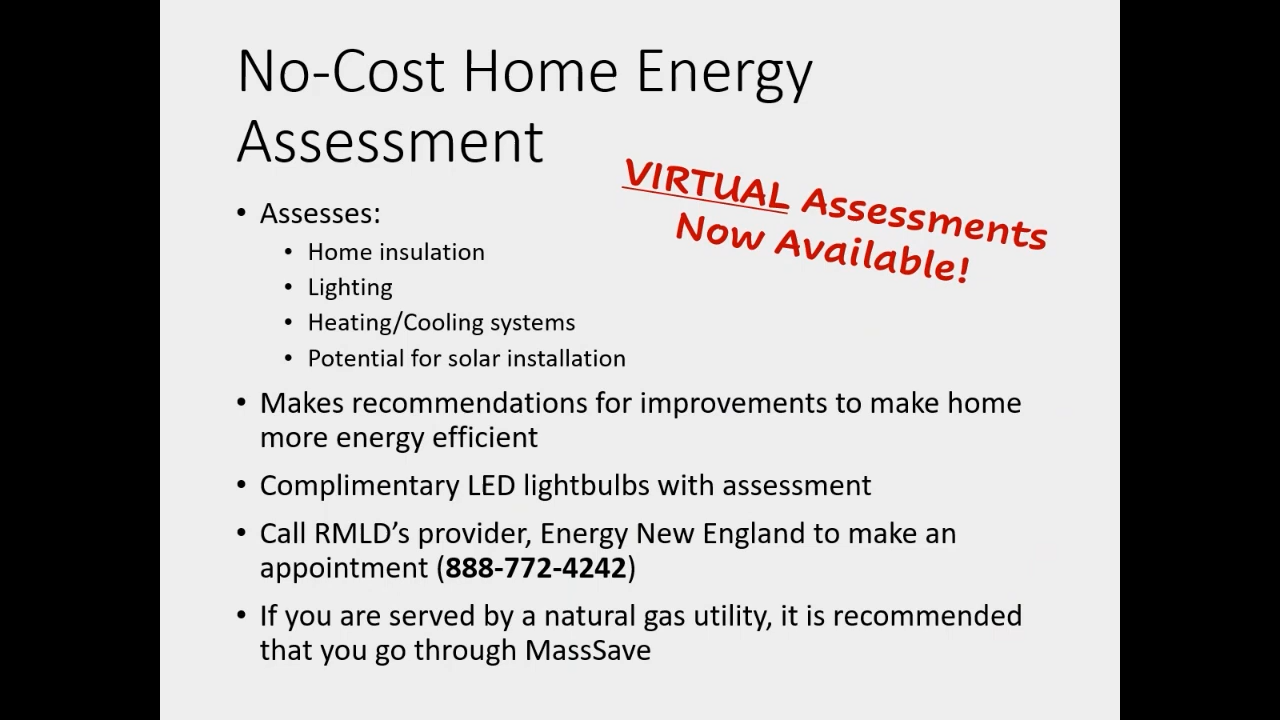 No-Cost Home Energy
Assessment
VIRTUAL Assessments
Now Available!
• Assesses:
• Home insulation
• Lighting
• Heating/Cooling systems
• Potential for solar installation
• Makes recommendations for improvements to make home
more energy efficient
• Complimentary LED lightbulbs with assessment
• Call RMLD’s provider, Energy New England to make an
appointment (888-772-4242)
• If you are served by a natural gas utility, it is recommended
that you go through MassSave